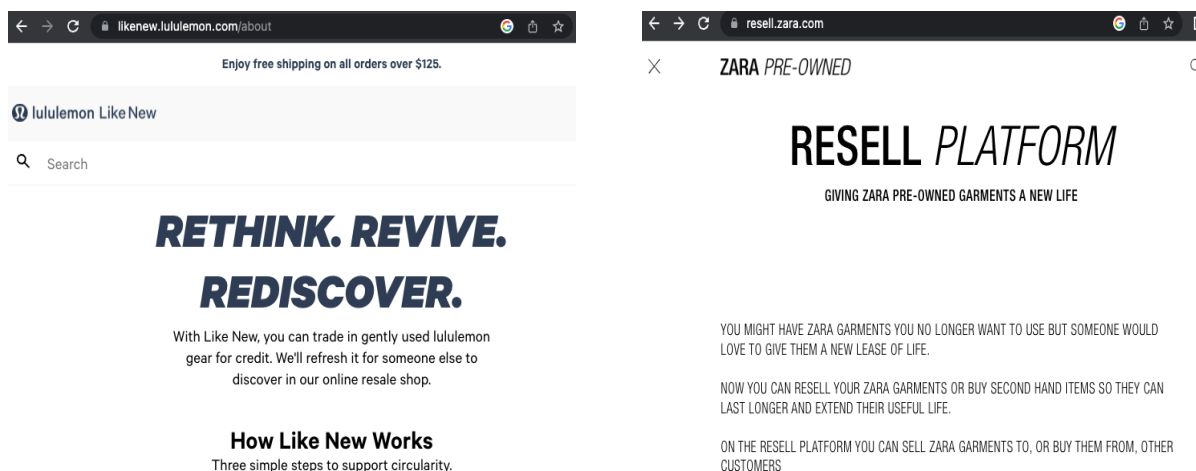 likenew.lululemon.com/about
Enjoy free shipping on all orders over $125.
lululemon Like New
Search
RETHINK. REVIVE.
REDISCOVER.
With Like New, you can trade in gently used lululemon
gear for credit. We'll refresh it for someone else to
discover in our online resale shop.
How Like New Works
Three simple steps to support circularity.
resell.zara.com
ZARA PRE-OWNED
RESELL PLATFORM
GIVING ZARA PRE-OWNED GARMENTS A NEW LIFE
YOU MIGHT HAVE ZARA GARMENTS YOU NO LONGER WANT TO USE BUT SOMEONE WOULD
LOVE TO GIVE THEM A NEW LEASE OF LIFE.
NOW YOU CAN RESELL YOUR ZARA GARMENTS OR BUY SECOND HAND ITEMS SO THEY CAN
LAST LONGER AND EXTEND THEIR USEFUL LIFE.
ON THE RESELL PLATFORM YOU CAN SELL ZARA GARMENTS TO, OR BUY THEM FROM, OTHER
CUSTOMERS